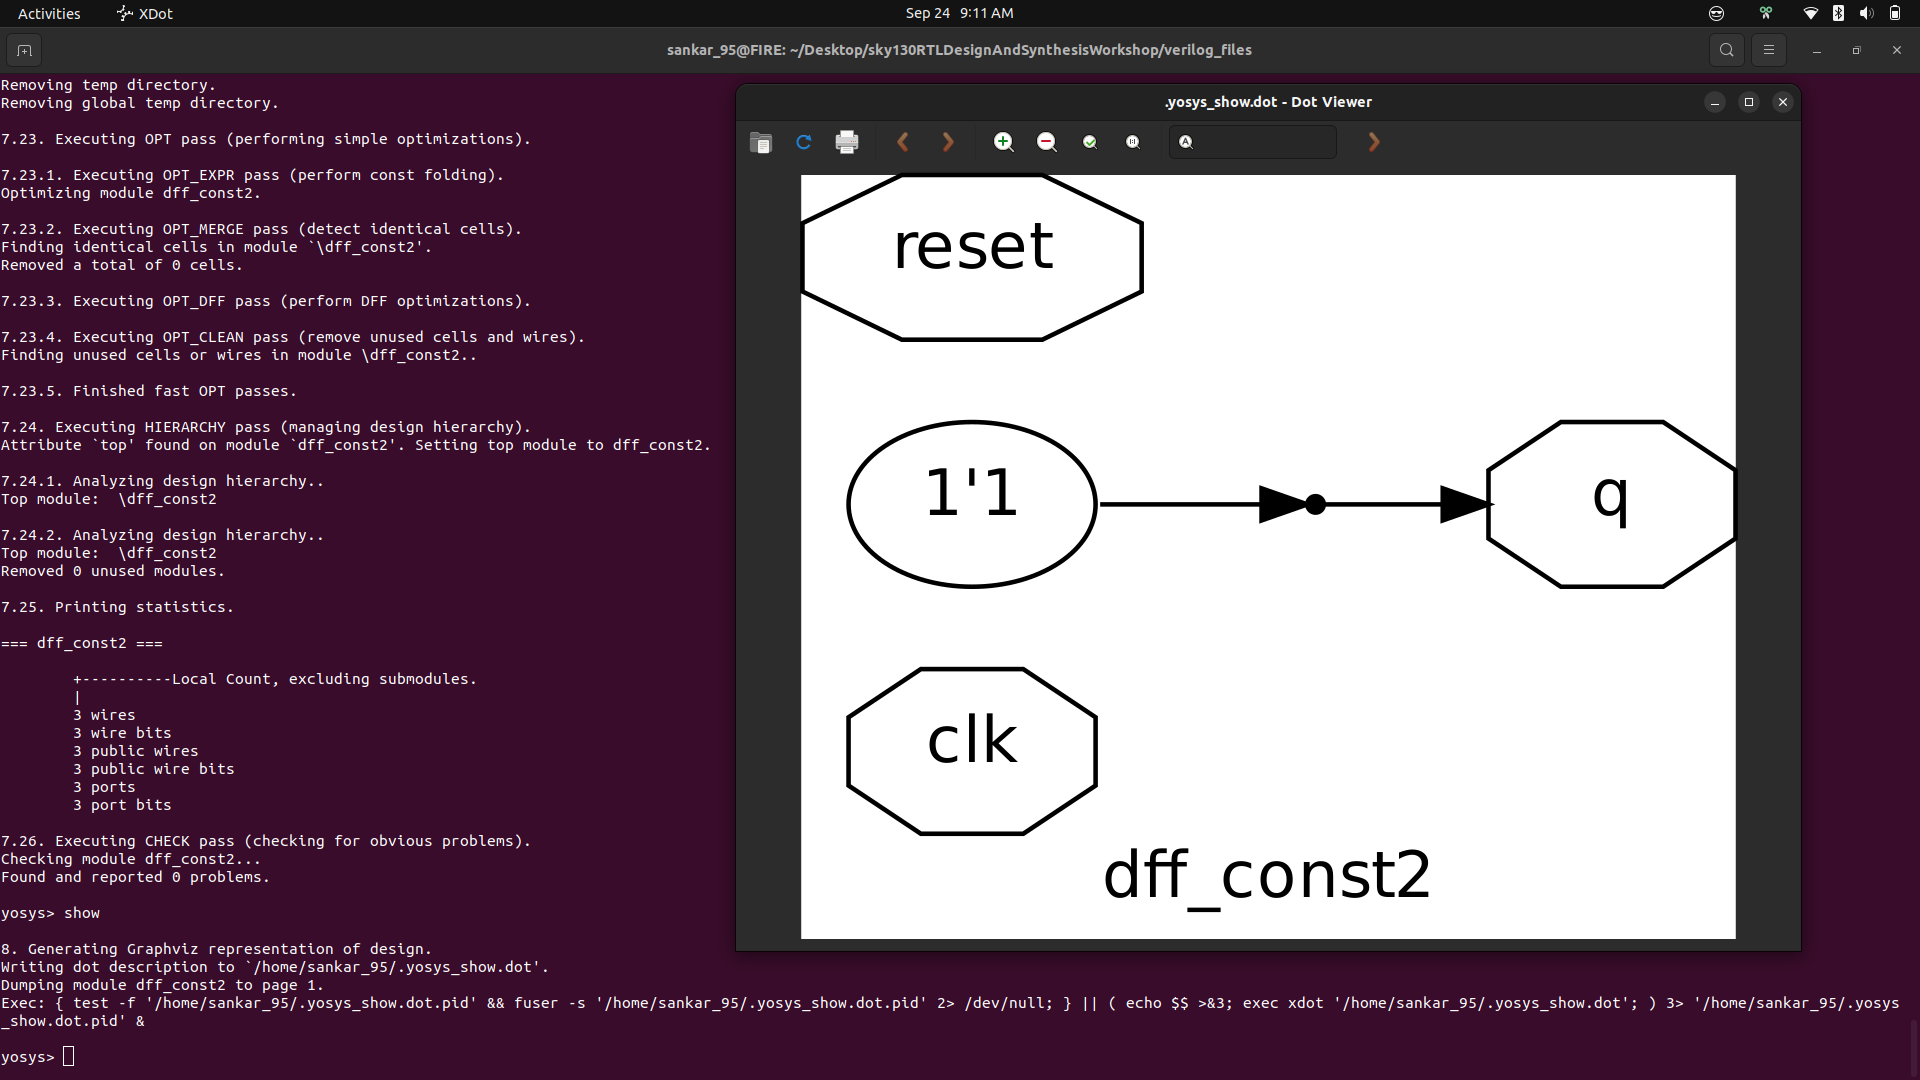 Activities
XDot
Sep 24 9:11 AM
sankar_95@FIRE: ~/Desktop/sky130RTLDesignAndSynthesisWorkshop/verilog_files
Removing temp directory.
Removing global temp directory.
7.23. Executing OPT pass (performing simple optimizations).
7.23.1. Executing OPT_EXPR pass (perform const folding).
Optimizing module dff_const2.
7.23.2. Executing OPT_MERGE pass (detect identical cells).
Finding identical cells in module `\dff_const2'.
Removed a total of 0 cells.
7.23.3. Executing OPT_DFF pass (perform DFF optimizations).
7.23.4. Executing OPT_CLEAN pass (remove unused cells and wires).
Finding unused cells or wires in module \dff_const2..
7.23.5. Finished fast OPT passes.
7.24. Executing HIERARCHY pass (managing design hierarchy).
Attribute `top' found on module `dff_const2'. Setting top module to dff_const2.
7.24.1. Analyzing design hierarchy..
Top module:  \dff_const2
7.24.2. Analyzing design hierarchy..
Top module:  \dff_const2
Removed 0 unused modules.
7.25. Printing statistics.
=== dff_const2 ===
+----------Local Count, excluding submodules.
|
3 wires
3 wire bits
3 public wires
3 public wire bits
3 ports
3 port bits
7.26. Executing CHECK pass (checking for obvious problems).
Checking module dff_const2...
Found and reported 0 problems.
yosys> show
8. Generating Graphviz representation of design.
Writing dot description to `/home/sankar_95/.yosys_show.dot'.
Dumping module dff_const2 to page 1.
Exec: { test -f '/home/sankar_95/.yosys_show.dot.pid' && fuser -s '/home/sankar_95/.yosys_show.dot.pid' 2> /dev/null; } || ( echo $$ >&3; exec xdot '/home/sankar_95/.yosys_show.dot'; ) 3> '/home/sankar_95/.yosys
_show.dot.pid' &
yosys>
.yosys_show.dot - Dot Viewer
reset
1'1
q
clk
dff_const2